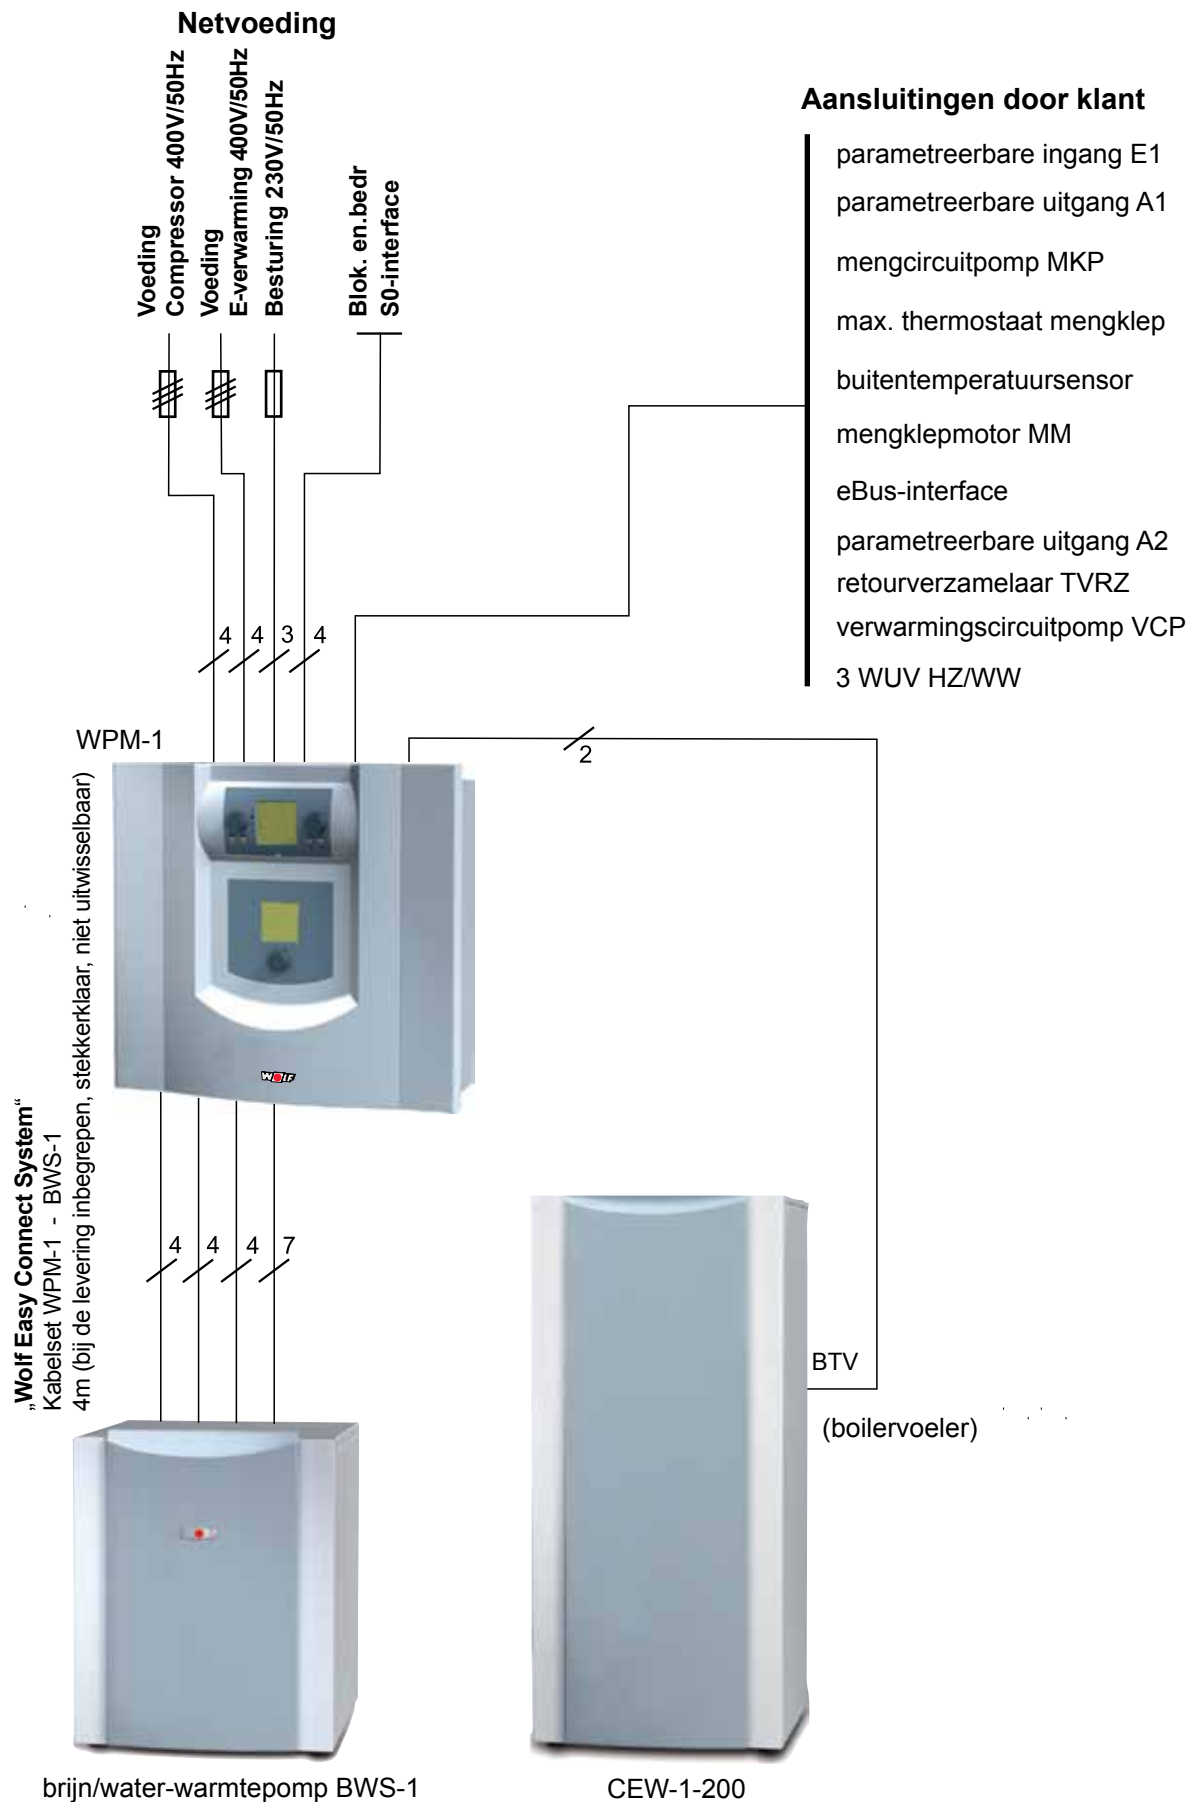 Netvoeding
Voeding
Compressor 400V/50Hz
Voeding
E-verwarming 400V/50Hz
Besturing 230V/50Hz
Blok. en.bedr
S0-interface
Aansluitingen door klant
parametreerbare ingang E1
parametreerbare uitgang A1
mengcircuitpomp MKP
max. thermostaat mengklep
buitentemperatuursensor
mengklepmotor MM
eBus-interface
parametreerbare uitgang A2
retourverzamelaar TVRZ
verwarmingscircuitpomp VCP
3 WUV HZ/WW
4 4 3 4
WPM-1
2
WOLF
„Wolf Easy Connect System“
Kabelset WPM-1 - BWS-1
4m (bij de levering inbegrepen, stekkerklaar, niet uitwisselbaar)
4 4 4 7
BTV
(boilervoeler)
brijn/water-warmtepomp BWS-1
CEW-1-200